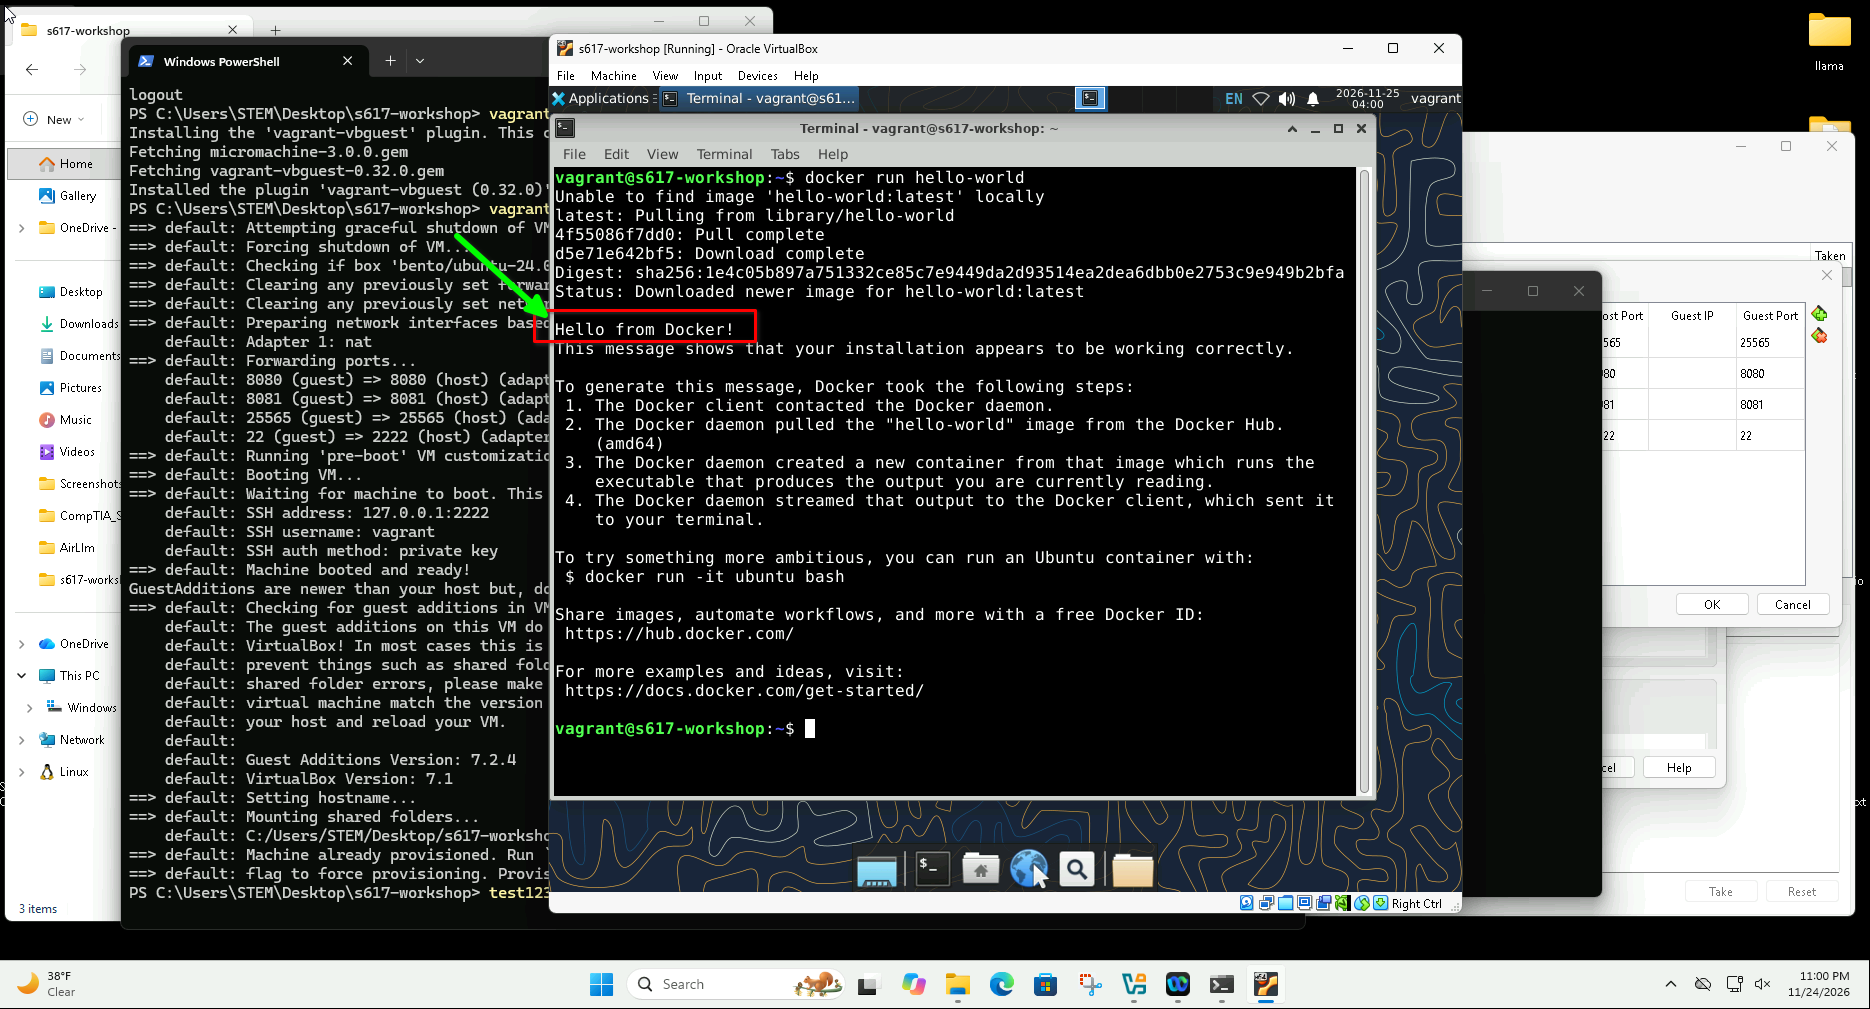 s617-workshop
New
Home
Gallery
OneDrive -
Desktop
Downloads
Documents
Pictures
Music
Videos
Screenshots
CompTIA_S
AirLlm
s617-worksh
OneDrive
This PC
Windows
Network
Linux
3 items
Windows PowerShell
logout
PS C:\Users\STEM\Desktop\s617-workshop> vagrant
Installing the 'vagrant-vbguest' plugin. This c
Fetching micromachine-3.0.0.gem
Fetching vagrant-vbguest-0.32.0.gem
Installed the plugin 'vagrant-vbguest (0.32.0)'
PS C:\Users\STEM\Desktop\s617-workshop> vagrant
==> default: Attempting graceful shutdown of VM
==> default: Forcing shutdown of VM...
==> default: Checking if box 'bento/ubuntu-24.0
==> default: Clearing any previously set forwar
==> default: Clearing any previously set netwo
==> default: Preparing network interfaces based
default: Adapter 1: nat
==> default: Forwarding ports...
default: 8080 (guest) => 8080 (host) (adapt
default: 8081 (guest) => 8081 (host) (adapt
default: 25565 (guest) => 25565 (host) (ada
default: 22 (guest) => 2222 (host) (adapter
==> default: Running 'pre-boot' VM customizatio
==> default: Booting VM...
==> default: Waiting for machine to boot. This
default: SSH address: 127.0.0.1:2222
default: SSH username: vagrant
default: SSH auth method: private key
==> default: Machine booted and ready!
GuestAdditions are newer than your host but, do
==> default: Checking for guest additions in VM
default: The guest additions on this VM do
default: VirtualBox! In most cases this is
default: prevent things such as shared fold
default: shared folder errors, please make
default: virtual machine match the version
default: your host and reload your VM.
default:
default: Guest Additions Version: 7.2.4
default: VirtualBox Version: 7.1
==> default: Setting hostname...
==> default: Mounting shared folders...
default: C:/Users/STEM/Desktop/s617-worksho
==> default: Machine already provisioned. Run `
==> default: flag to force provisioning. Provis
PS C:\Users\STEM\Desktop\s617-workshop> test123
s617-workshop [Running] - Oracle VirtualBox
File Machine View Input Devices Help
Applications Terminal - vagrant@s61... EN 2026-11-25 04:00 vagrant
Terminal - vagrant@s617-workshop: ~
File Edit View Terminal Tabs Help
vagrant@s617-workshop:~$ docker run hello-world
Unable to find image 'hello-world:latest' locally
latest: Pulling from library/hello-world
4f55086f7dd0: Pull complete
d5e71e642bf5: Download complete
Digest: sha256:1e4c05b897a751332ce85c7e9449da2d93514ea2dea6dbb0e2753c9e949b2bfa
Status: Downloaded newer image for hello-world:latest
Hello from Docker!
This message shows that your installation appears to be working correctly.
To generate this message, Docker took the following steps:
1. The Docker client contacted the Docker daemon.
2. The Docker daemon pulled the "hello-world" image from the Docker Hub.
(amd64)
3. The Docker daemon created a new container from that image which runs the
executable that produces the output you are currently reading.
4. The Docker daemon streamed that output to the Docker client, which sent it
to your terminal.
To try something more ambitious, you can run an Ubuntu container with:
$ docker run -it ubuntu bash
Share images, automate workflows, and more with a free Docker ID:
https://hub.docker.com/
For more examples and ideas, visit:
https://docs.docker.com/get-started/
vagrant@s617-workshop:~$
Right Ctrl
llama
Taken
ost Port Guest IP Guest Port
565 25565
80 8080
81 8081
22 22
OK Cancel
cel Help
Take Reset
38°F
Clear
Search
11:00 PM
11/24/2026